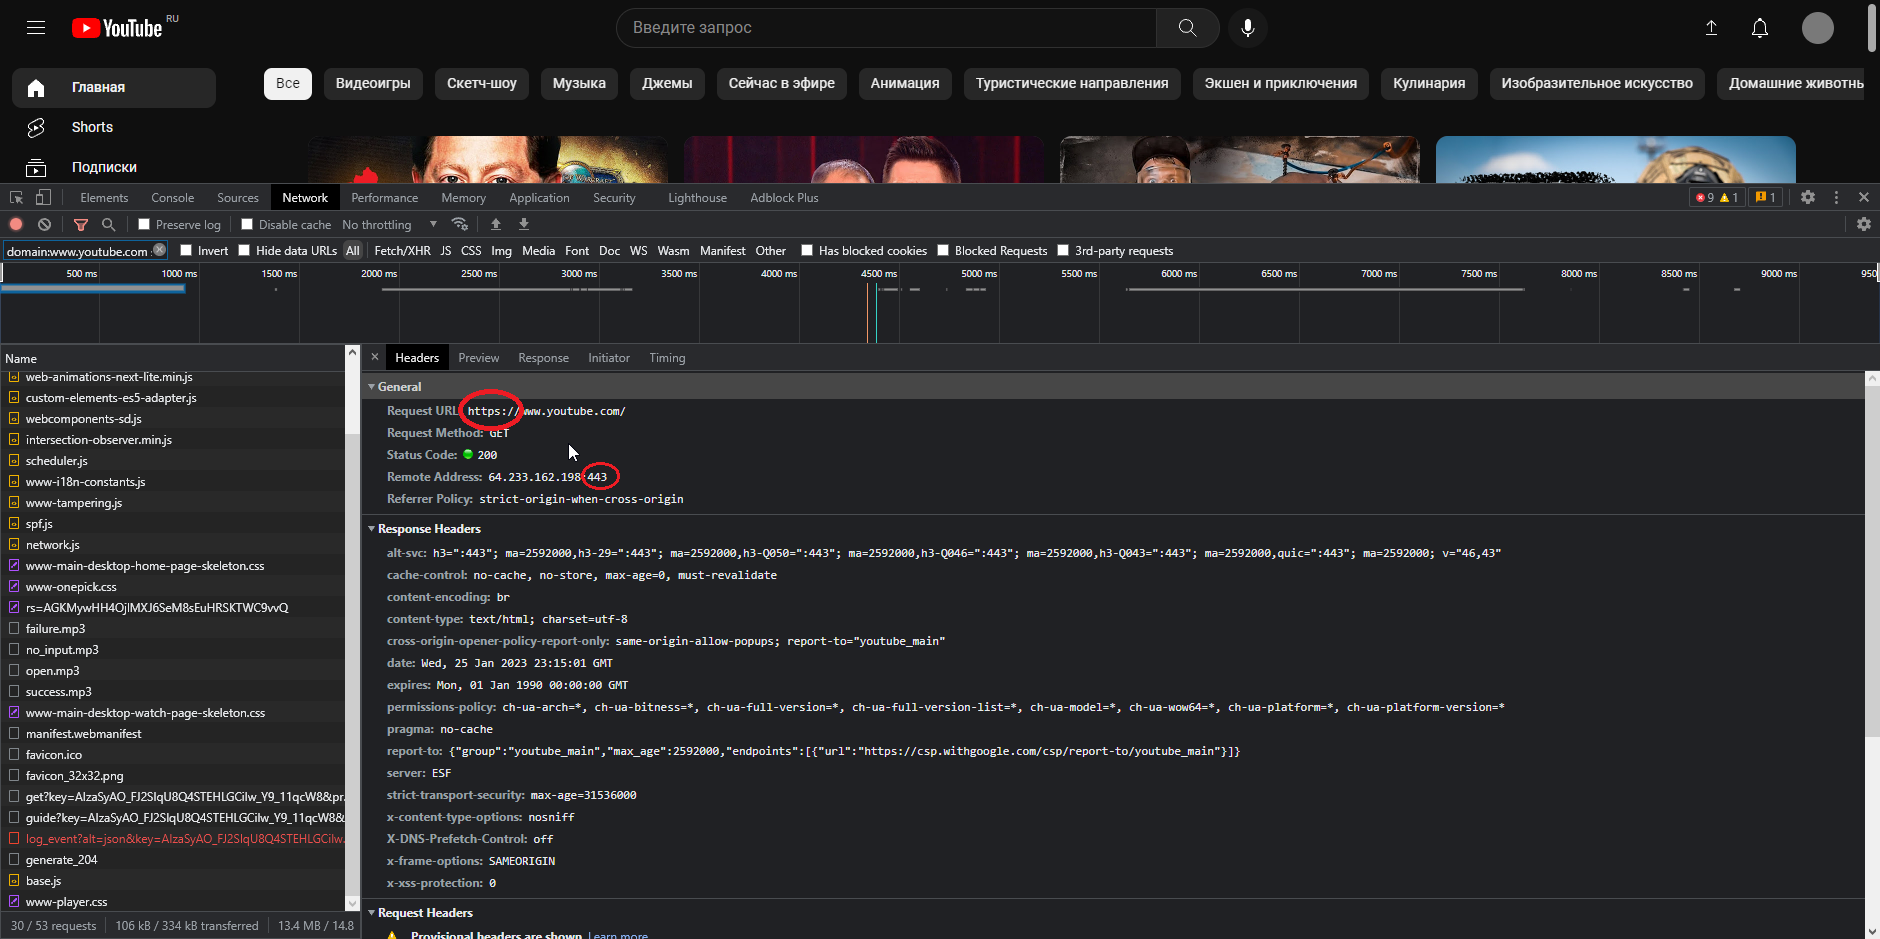 YouTube RU
Введите запрос
Главная
Все
Видеоигры
Скетч-шоу
Музыка
Джемы
Сейчас в эфире
Анимация
Туристические направления
Экшен и приключения
Кулинария
Изобразительное искусство
Домашние животнь
Shorts
Подписки
Elements Console Sources Network Performance Memory Application Security Lighthouse Adblock Plus 9 1 1
Preserve log Disable cache No throttling
domain:www.youtube.com Invert Hide data URLs All Fetch/XHR JS CSS Img Media Font Doc WS Wasm Manifest Other Has blocked cookies Blocked Requests 3rd-party requests
500 ms 1000 ms 1500 ms 2000 ms 2500 ms 3000 ms 3500 ms 4000 ms 4500 ms 5000 ms 5500 ms 6000 ms 6500 ms 7000 ms 7500 ms 8000 ms 8500 ms 9000 ms 950
Name
web-animations-next-lite.min.js
custom-elements-es5-adapter.js
webcomponents-sd.js
intersection-observer.min.js
scheduler.js
www-i18n-constants.js
www-tampering.js
spf.js
network.js
www-main-desktop-home-page-skeleton.css
www-onepick.css
rs=AGKMywHH4OjlMXJ6SeM8sEuHRSKTWC9vvQ
failure.mp3
no_input.mp3
open.mp3
success.mp3
www-main-desktop-watch-page-skeleton.css
manifest.webmanifest
favicon.ico
favicon_32x32.png
get?key=AIzaSyAO_FJ2SlqU8Q4STEHLGCilw_Y9_11qcW8&pr.
guide?key=AIzaSyAO_FJ2SlqU8Q4STEHLGCilw_Y9_11qcW8&
log_event?alt=json&key=AIzaSyAO_FJ2SlqU8Q4STEHLGCilw.
generate_204
base.js
www-player.css
30 / 53 requests 106 kB / 334 kB transferred 13.4 MB / 14.8
Headers Preview Response Initiator Timing
General
Request URL: https://www.youtube.com/
Request Method: GET
Status Code: 200
Remote Address: 64.233.162.198:443
Referrer Policy: strict-origin-when-cross-origin
Response Headers
alt-svc: h3=":443"; ma=2592000,h3-29=":443"; ma=2592000,h3-Q050=":443"; ma=2592000,h3-Q046=":443"; ma=2592000,h3-Q043=":443"; ma=2592000,quic=":443"; ma=2592000; v="46,43"
cache-control: no-cache, no-store, max-age=0, must-revalidate
content-encoding: br
content-type: text/html; charset=utf-8
cross-origin-opener-policy-report-only: same-origin-allow-popups; report-to="youtube_main"
date: Wed, 25 Jan 2023 23:15:01 GMT
expires: Mon, 01 Jan 1990 00:00:00 GMT
permissions-policy: ch-ua-arch=*, ch-ua-bitness=*, ch-ua-full-version=*, ch-ua-full-version-list=*, ch-ua-model=*, ch-ua-wow64=*, ch-ua-platform=*, ch-ua-platform-version=*
pragma: no-cache
report-to: {"group":"youtube_main","max_age":2592000,"endpoints":[{"url":"https://csp.withgoogle.com/csp/report-to/youtube_main"}]}
server: ESF
strict-transport-security: max-age=31536000
x-content-type-options: nosniff
X-DNS-Prefetch-Control: off
x-frame-options: SAMEORIGIN
x-xss-protection: 0
Request Headers
Provisional headers are shown Learn more